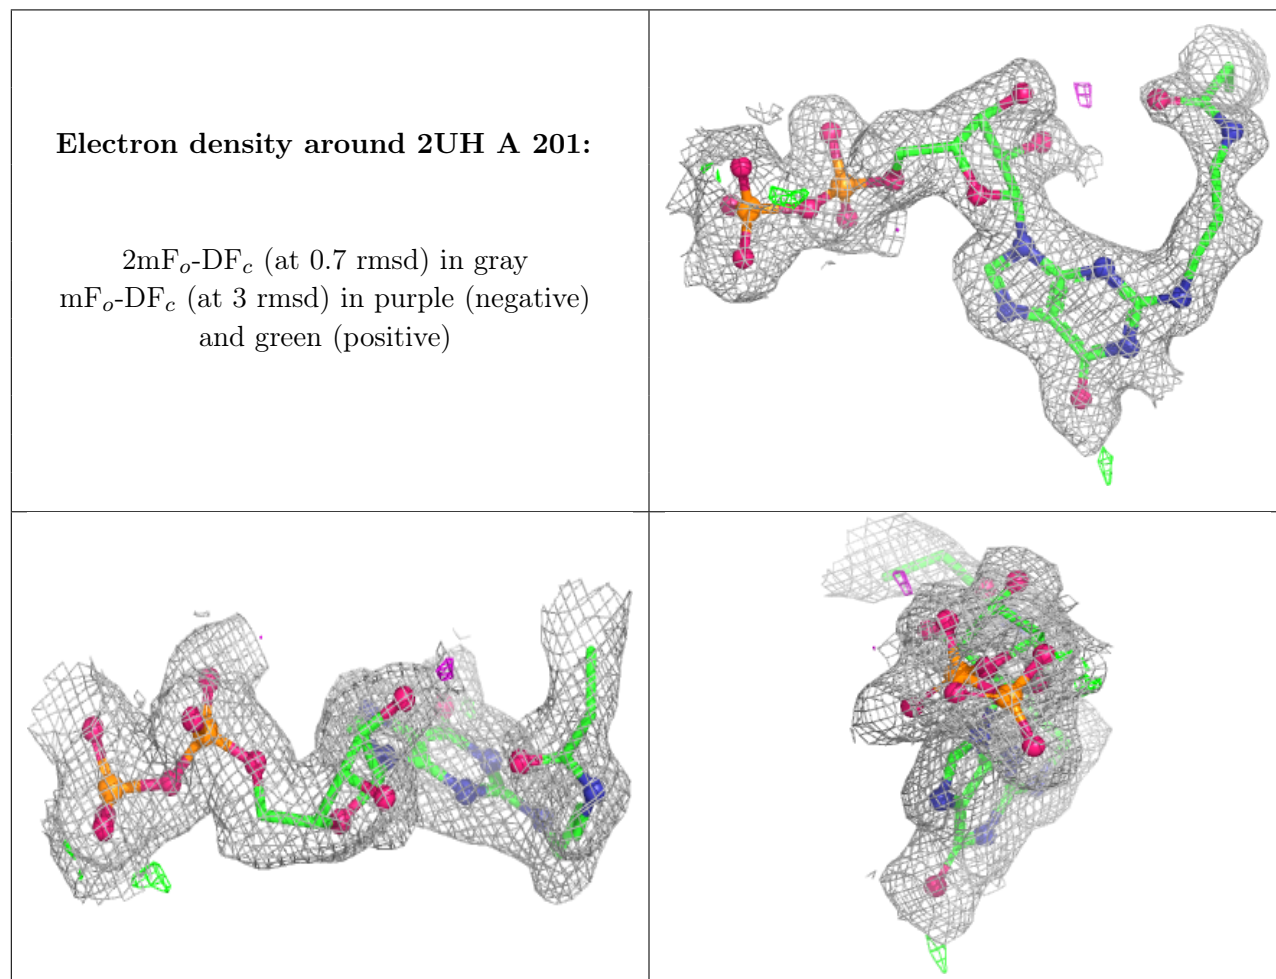 Electron density around 2UH A 201:
2mFo-DFc (at 0.7 rmsd) in gray
mFo-DFc (at 3 rmsd) in purple (negative)
and green (positive)